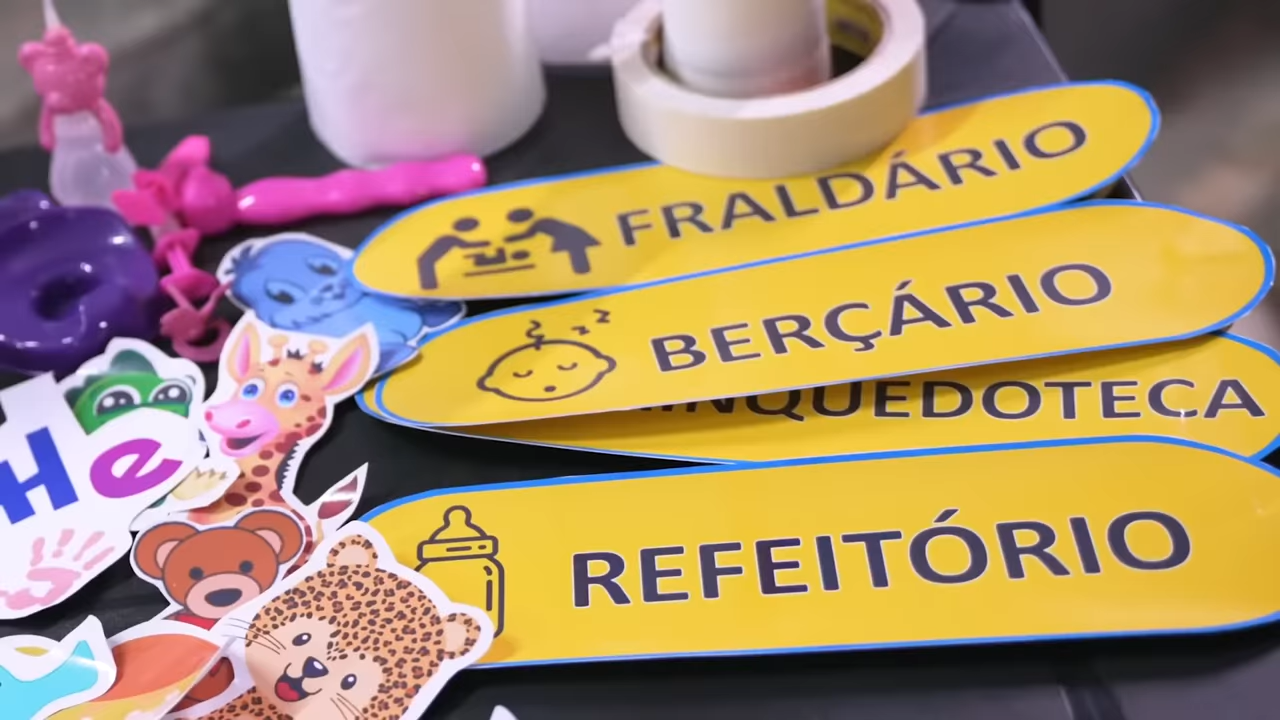 FRALDÁRIO
BERÇÁRIO
INQUEDOTECA
REFEITÓRIO
He